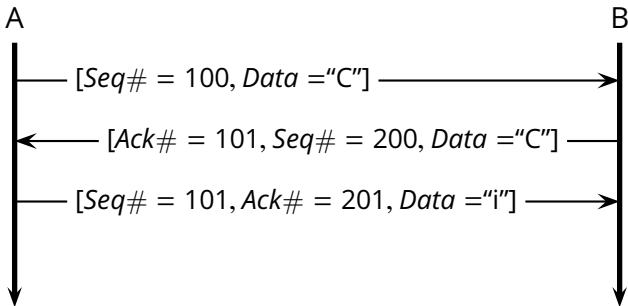 A
B
[Seq# = 100, Data =“C”]
[Ack# = 101, Seq# = 200, Data =“C”]
[Seq# = 101, Ack# = 201, Data =“i”]